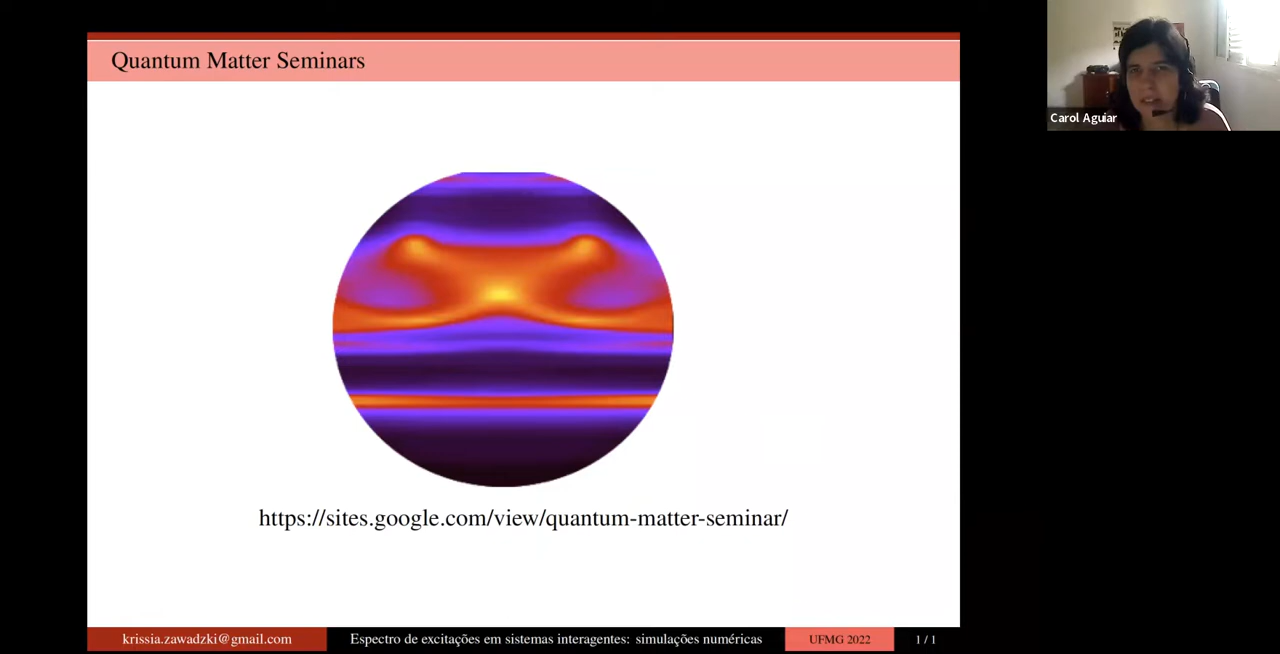 Quantum Matter Seminars
Carol Aguiar
https://sites.google.com/view/quantum-matter-seminar/
krissia.zawadzki@gmail.com
Espectro de excitações em sistemas interagentes: simulações numéricas
UFMG 2022
1 / 1